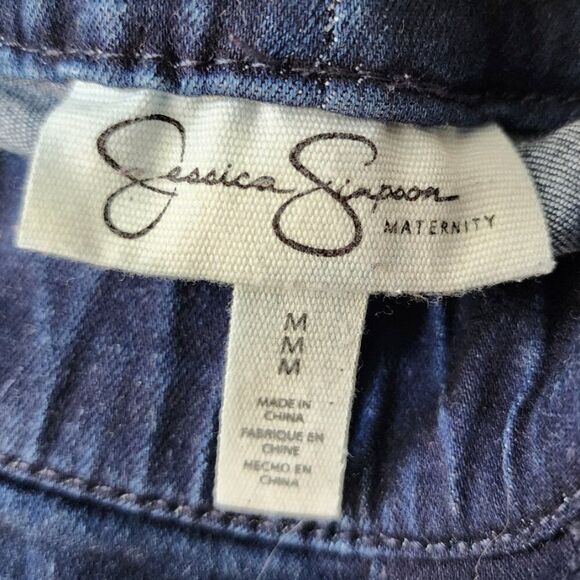 Jessica Simpson
MATERNITY
M
M
M
MADE IN
CHINA
FABRIQUE EN
CHINE
HECHO EN
CHINA